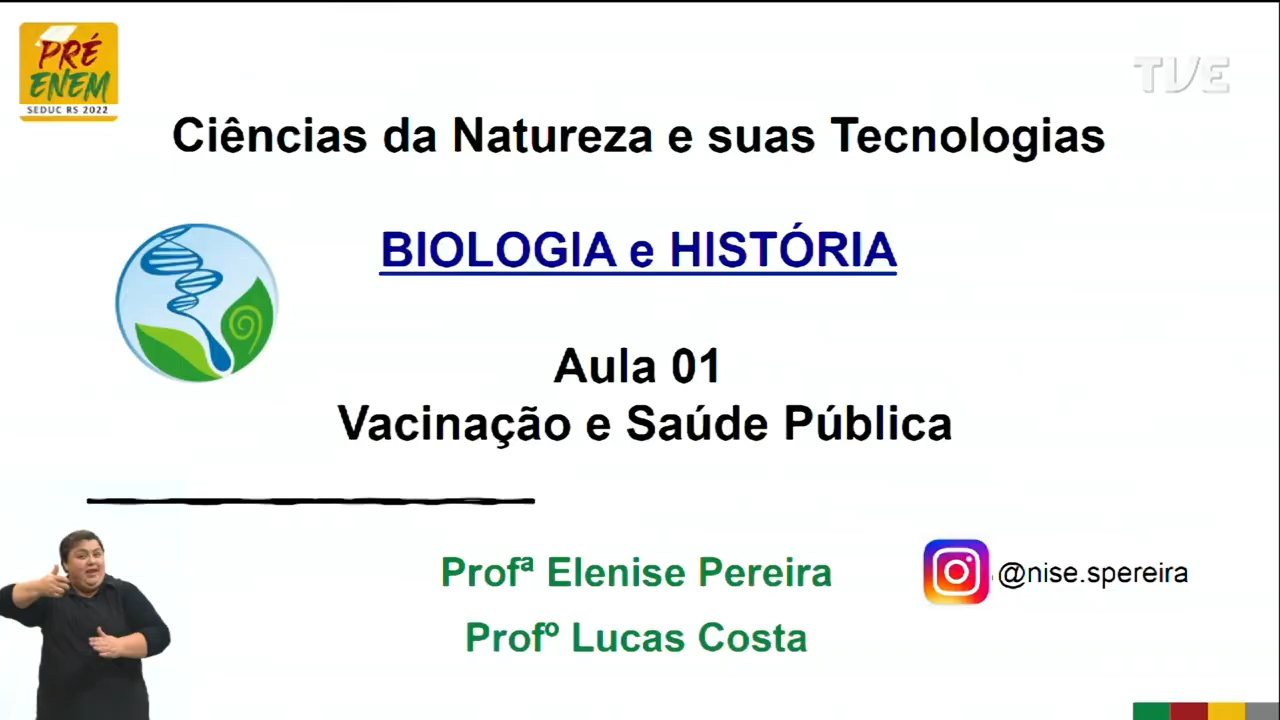 PRÉ
ENEM
SEDUC RS 2022
TVE
Ciências da Natureza e suas Tecnologias
BIOLOGIA e HISTÓRIA
Aula 01
Vacinação e Saúde Pública
Profª Elenise Pereira
@nise.spereira
Profº Lucas Costa